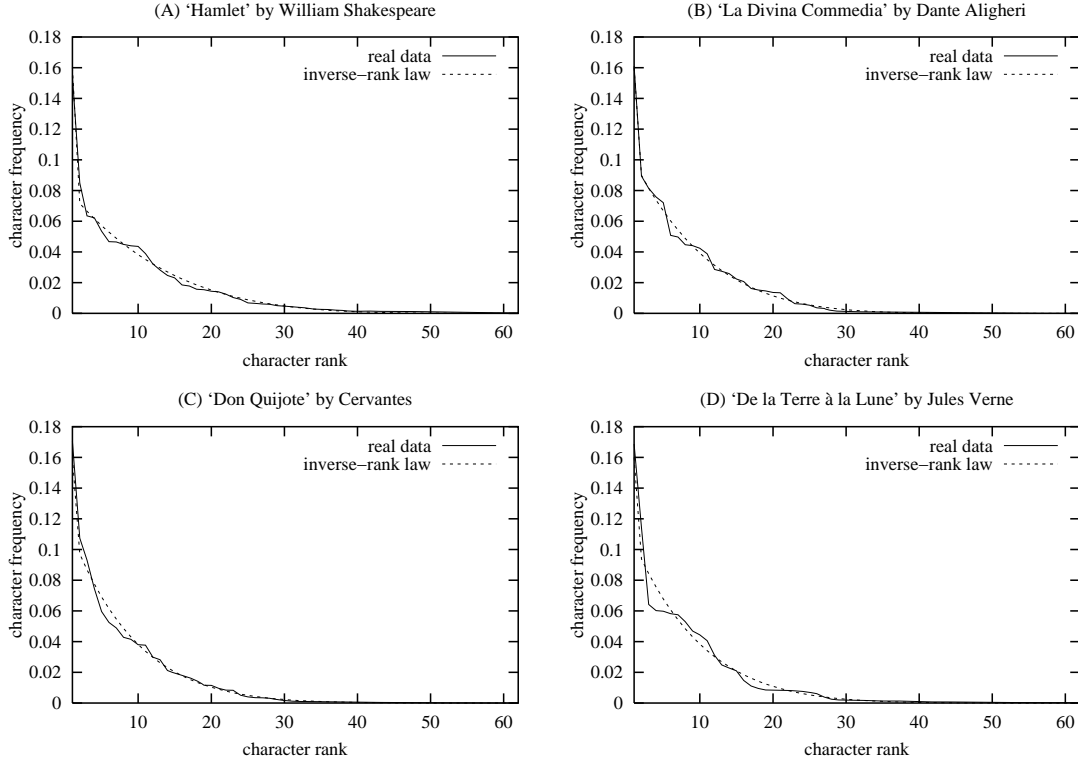 (A) ‘Hamlet’ by William Shakespeare
0.18
0.16
0.14
0.12
0.1
0.08
0.06
0.04
0.02
0
character frequency
real data
inverse−rank law
10 20 30 40 50 60
character rank
(B) ‘La Divina Commedia’ by Dante Aligheri
0.18
0.16
0.14
0.12
0.1
0.08
0.06
0.04
0.02
0
character frequency
real data
inverse−rank law
10 20 30 40 50 60
character rank
(C) ‘Don Quijote’ by Cervantes
0.18
0.16
0.14
0.12
0.1
0.08
0.06
0.04
0.02
0
character frequency
real data
inverse−rank law
10 20 30 40 50 60
character rank
(D) ‘De la Terre à la Lune’ by Jules Verne
0.18
0.16
0.14
0.12
0.1
0.08
0.06
0.04
0.02
0
character frequency
real data
inverse−rank law
10 20 30 40 50 60
character rank